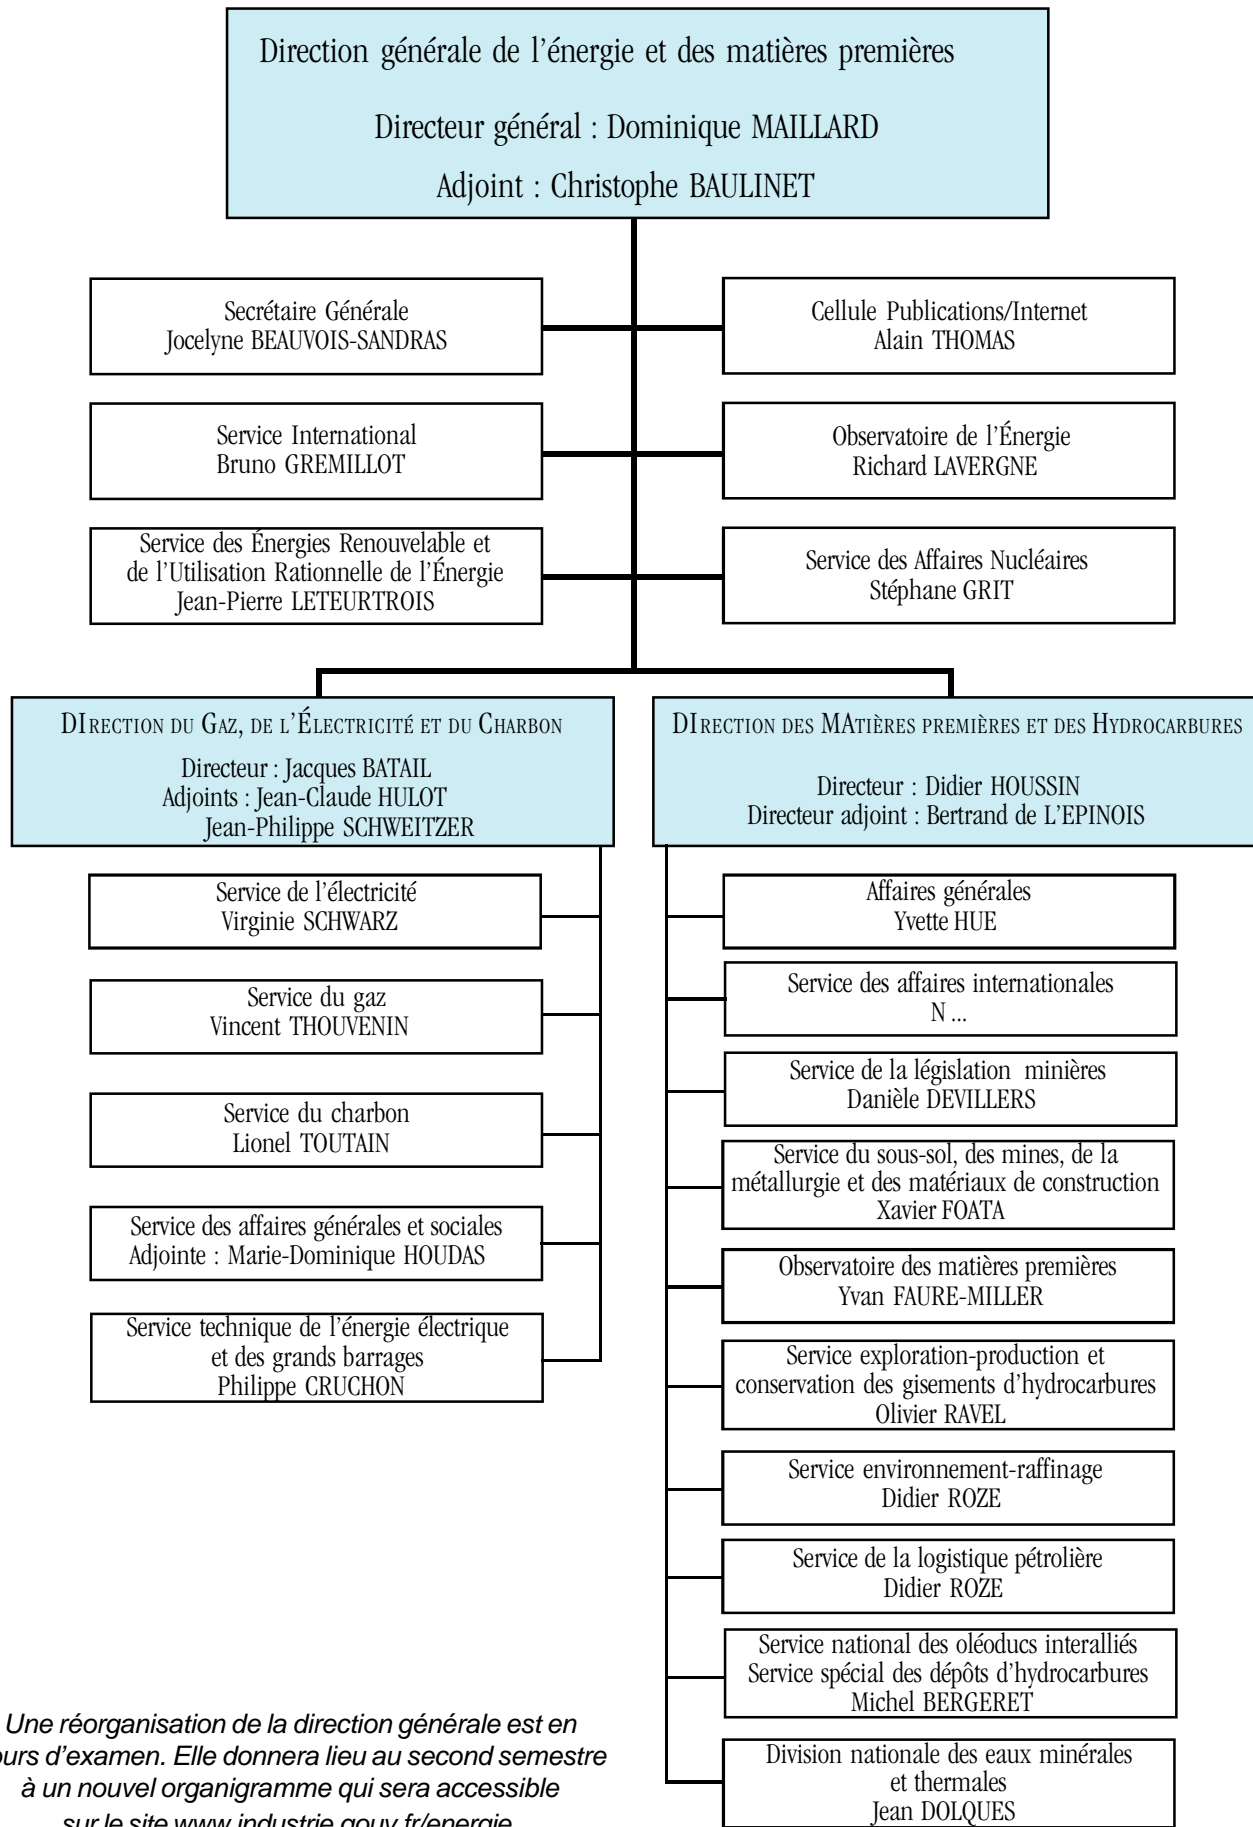 Direction générale de l'énergie et des matières premières
Directeur général : Dominique MAILLARD
Adjoint : Christophe BAULINET
Secrétaire Générale
Jocelyne BEAUVOIS-SANDRAS
Cellule Publications/Internet
Alain THOMAS
Service International
Bruno GREMILLOT
Observatoire de l'Énergie
Richard LAVERGNE
Service des Énergies Renouvelable et
de l'Utilisation Rationnelle de l'Énergie
Jean-Pierre LETEURTROIS
Service des Affaires Nucléaires
Stéphane GRIT
DIRECTION DU GAZ, DE L'ÉLECTRICITÉ ET DU CHARBON
Directeur : Jacques BATAIL
Adjoints : Jean-Claude HULOT
Jean-Philippe SCHWEITZER
Service de l'électricité
Virginie SCHWARZ
Service du gaz
Vincent THOUVENIN
Service du charbon
Lionel TOUTAIN
Service des affaires générales et sociales
Adjointe : Marie-Dominique HOUDAS
Service technique de l'énergie électrique
et des grands barrages
Philippe CRUCHON
DIRECTION DES MATIÈRES PREMIÈRES ET DES HYDROCARBURES
Directeur : Didier HOUSSIN
Directeur adjoint : Bertrand de L'EPINOIS
Affaires générales
Yvette HUE
Service des affaires internationales
N ...
Service de la législation minières
Danièle DEVILLERS
Service du sous-sol, des mines, de la
métallurgie et des matériaux de construction
Xavier FOATA
Observatoire des matières premières
Yvan FAURE-MILLER
Service exploration-production et
conservation des gisements d'hydrocarbures
Olivier RAVEL
Service environnement-raffinage
Didier ROZE
Service de la logistique pétrolière
Didier ROZE
Service national des oléoducs interalliés
Service spécial des dépôts d'hydrocarbures
Michel BERGERET
Division nationale des eaux minérales
et thermales
Jean DOLQUES
Une réorganisation de la direction générale est en
ours d'examen. Elle donnera lieu au second semestre
à un nouvel organigramme qui sera accessible
sur le site www.industrie.gouv.fr/energie